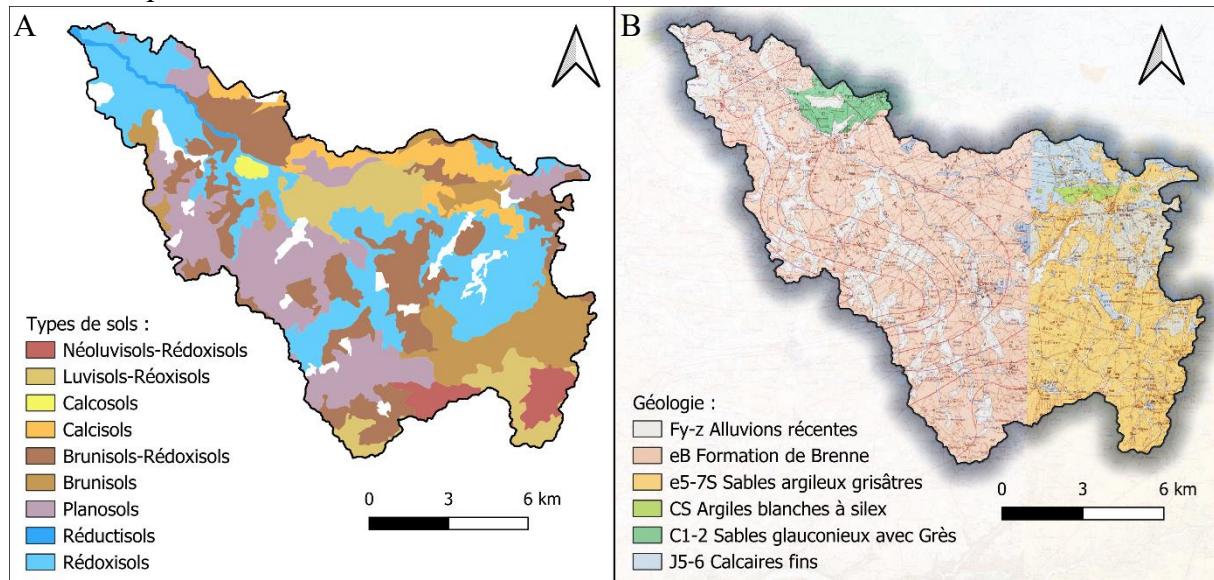 A
Types de sols :
Néoluvisols-Rédoxisols
Luvisols-Réoxisols
Calcosols
Calcisols
Brunisols-Rédoxisols
Brunisols
Planosols
Réductisols
Rédoxisols
0 3 6 km
B
Géologie :
Fy-z Alluvions récentes
eB Formation de Brenne
e5-7S Sables argileux grisâtres
CS Argiles blanches à silex
C1-2 Sables glauconieux avec Grès
J5-6 Calcaires fins
0 3 6 km